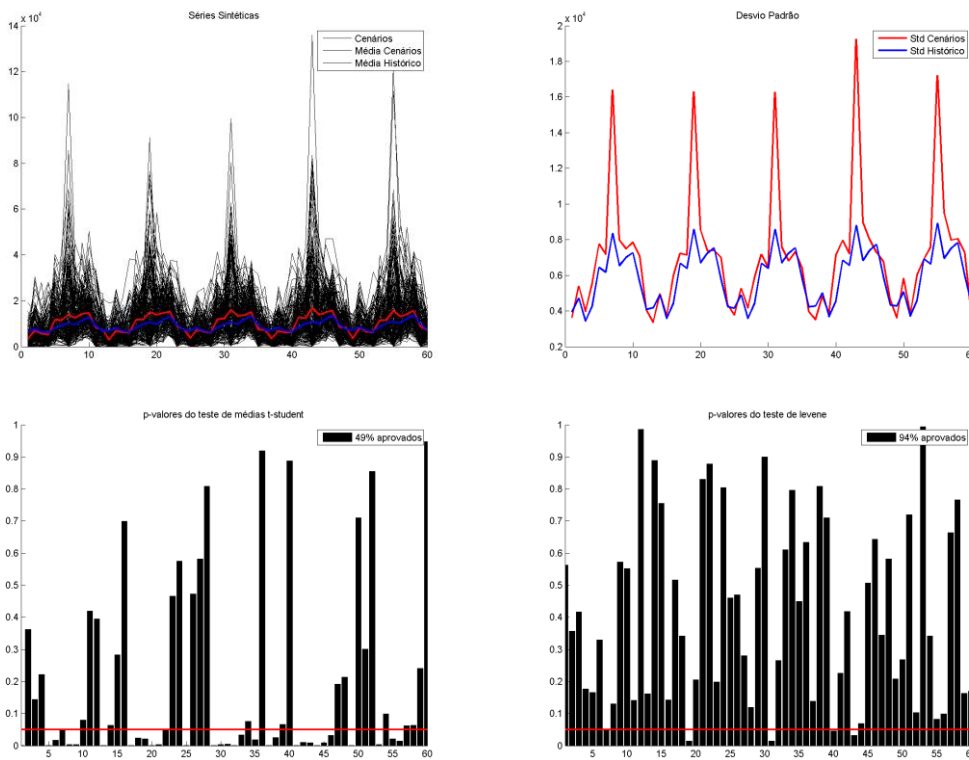 Séries Sintéticas
x 10⁴
14
12
10
8
6
4
2
0
0 10 20 30 40 50 60
Cenários
Média Cenários
Média Histórico
Desvio Padrão
x 10⁴
2
1.8
1.6
1.4
1.2
1
0.8
0.6
0.4
0.2
0 10 20 30 40 50 6
Std Cenários
Std Histórico
p-valores do teste de médias t-student
1
0.9
0.8
0.7
0.6
0.5
0.4
0.3
0.2
0.1
0
5 10 15 20 25 30 35 40 45 50 55 60
49% aprovados
p-valores do teste de levene
1
0.9
0.8
0.7
0.6
0.5
0.4
0.3
0.2
0.1
0
5 10 15 20 25 30 35 40 45 50 55 60
94% aprovados